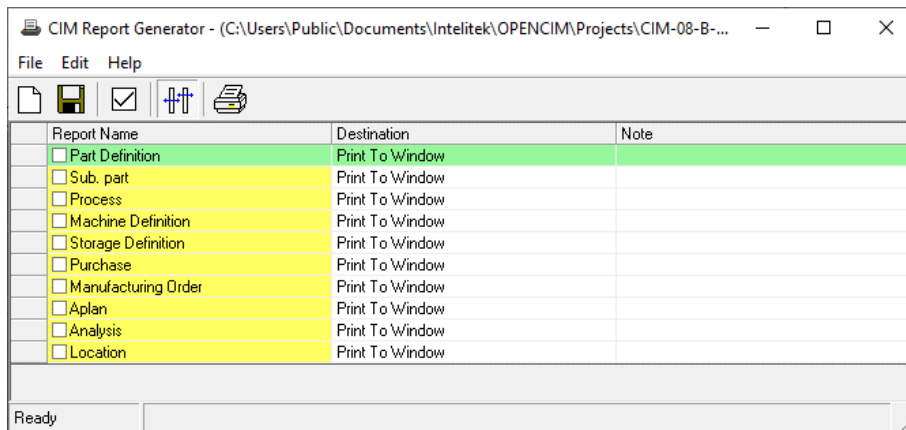 CIM Report Generator - (C:\Users\Public\Documents\Intelitek\OPENCIM\Projects\CIM-08-B-...
File Edit Help
Report Name Destination Note
Part Definition Print To Window
Sub. part Print To Window
Process Print To Window
Machine Definition Print To Window
Storage Definition Print To Window
Purchase Print To Window
Manufacturing Order Print To Window
Aplan Print To Window
Analysis Print To Window
Location Print To Window
Ready